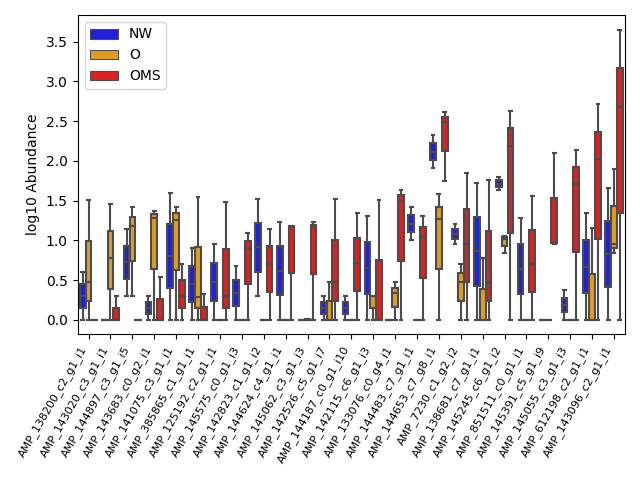 NW
O
OMS
log10 Abundance
3.5
3.0
2.5
2.0
1.5
1.0
0.5
0.0
AMP_138200_c2_g1_i1
AMP_143020_c3_g1_i1
AMP_144897_c3_g1_i5
AMP_143683_c0_g2_i1
AMP_141075_c3_g1_i1
AMP_385865_c1_g1_i1
AMP_125192_c2_g1_i1
AMP_145575_c0_g1_i3
AMP_142823_c1_g1_i2
AMP_144624_c4_g1_i1
AMP_145062_c3_g1_i3
AMP_142526_c5_g1_i7
AMP_144187_c0_g1_i10
AMP_142115_c6_g1_i3
AMP_133076_c0_g4_i1
AMP_144483_c7_g1_i1
AMP_144653_c7_g8_i1
AMP_7230_c1_g2_i2
AMP_138681_c7_g1_i1
AMP_145245_c6_g1_i2
AMP_851511_c0_g1_i1
AMP_145391_c5_g1_i9
AMP_145055_c3_g1_i3
AMP_612198_c2_g1_i1
AMP_143096_c2_g1_i1